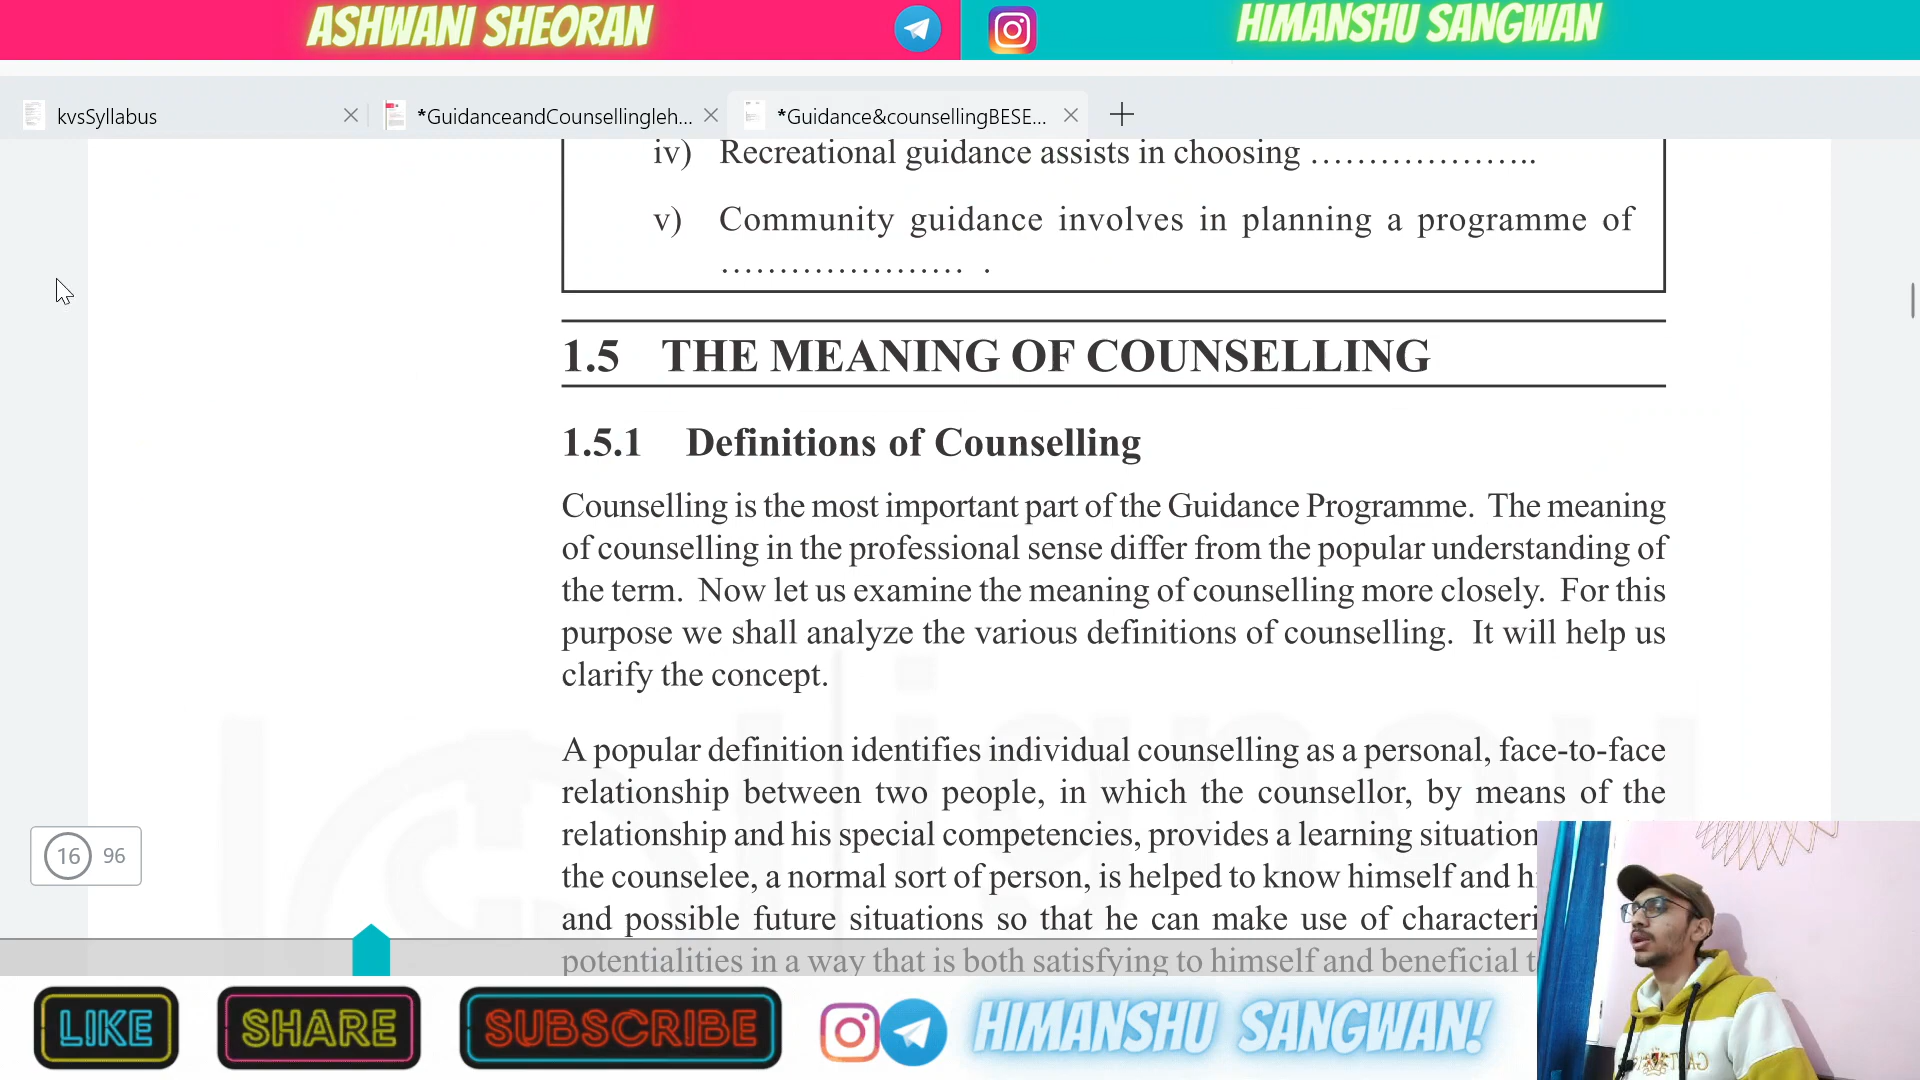 ASHWANI SHEORAN
HIMANSHU SANGWAN
kvsSyllabus
*GuidanceandCounsellingleh...
*Guidance&counsellingBESE...
iv) Recreational guidance assists in choosing …………………..
v) Community guidance involves in planning a programme of
………………… .
1.5 THE MEANING OF COUNSELLING
1.5.1 Definitions of Counselling
Counselling is the most important part of the Guidance Programme. The meaning
of counselling in the professional sense differ from the popular understanding of
the term. Now let us examine the meaning of counselling more closely. For this
purpose we shall analyze the various definitions of counselling. It will help us
clarify the concept.
A popular definition identifies individual counselling as a personal, face-to-face
relationship between two people, in which the counsellor, by means of the
relationship and his special competencies, provides a learning situation
the counselee, a normal sort of person, is helped to know himself and
and possible future situations so that he can make use of
potentialities in a way that is both satisfying to himself and beneficial
16 96
LIKE
SHARE
SUBSCRIBE
HIMANSHU SANGWAN!
ignou